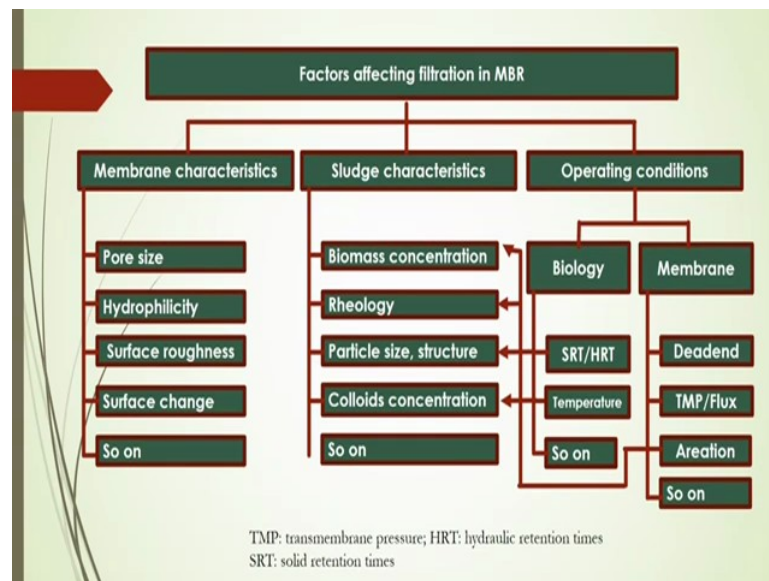 Factors affecting filtration in MBR
Membrane characteristics
Sludge characteristics
Operating conditions
Pore size
Hydrophilicity
Surface roughness
Surface change
So on
Biomass concentration
Rheology
Particle size, structure
Colloids concentration
So on
Biology
SRT/HRT
Temperature
So on
Membrane
Deadend
TMP/Flux
Areation
So on
TMP: transmembrane pressure; HRT: hydraulic retention times
SRT: solid retention times